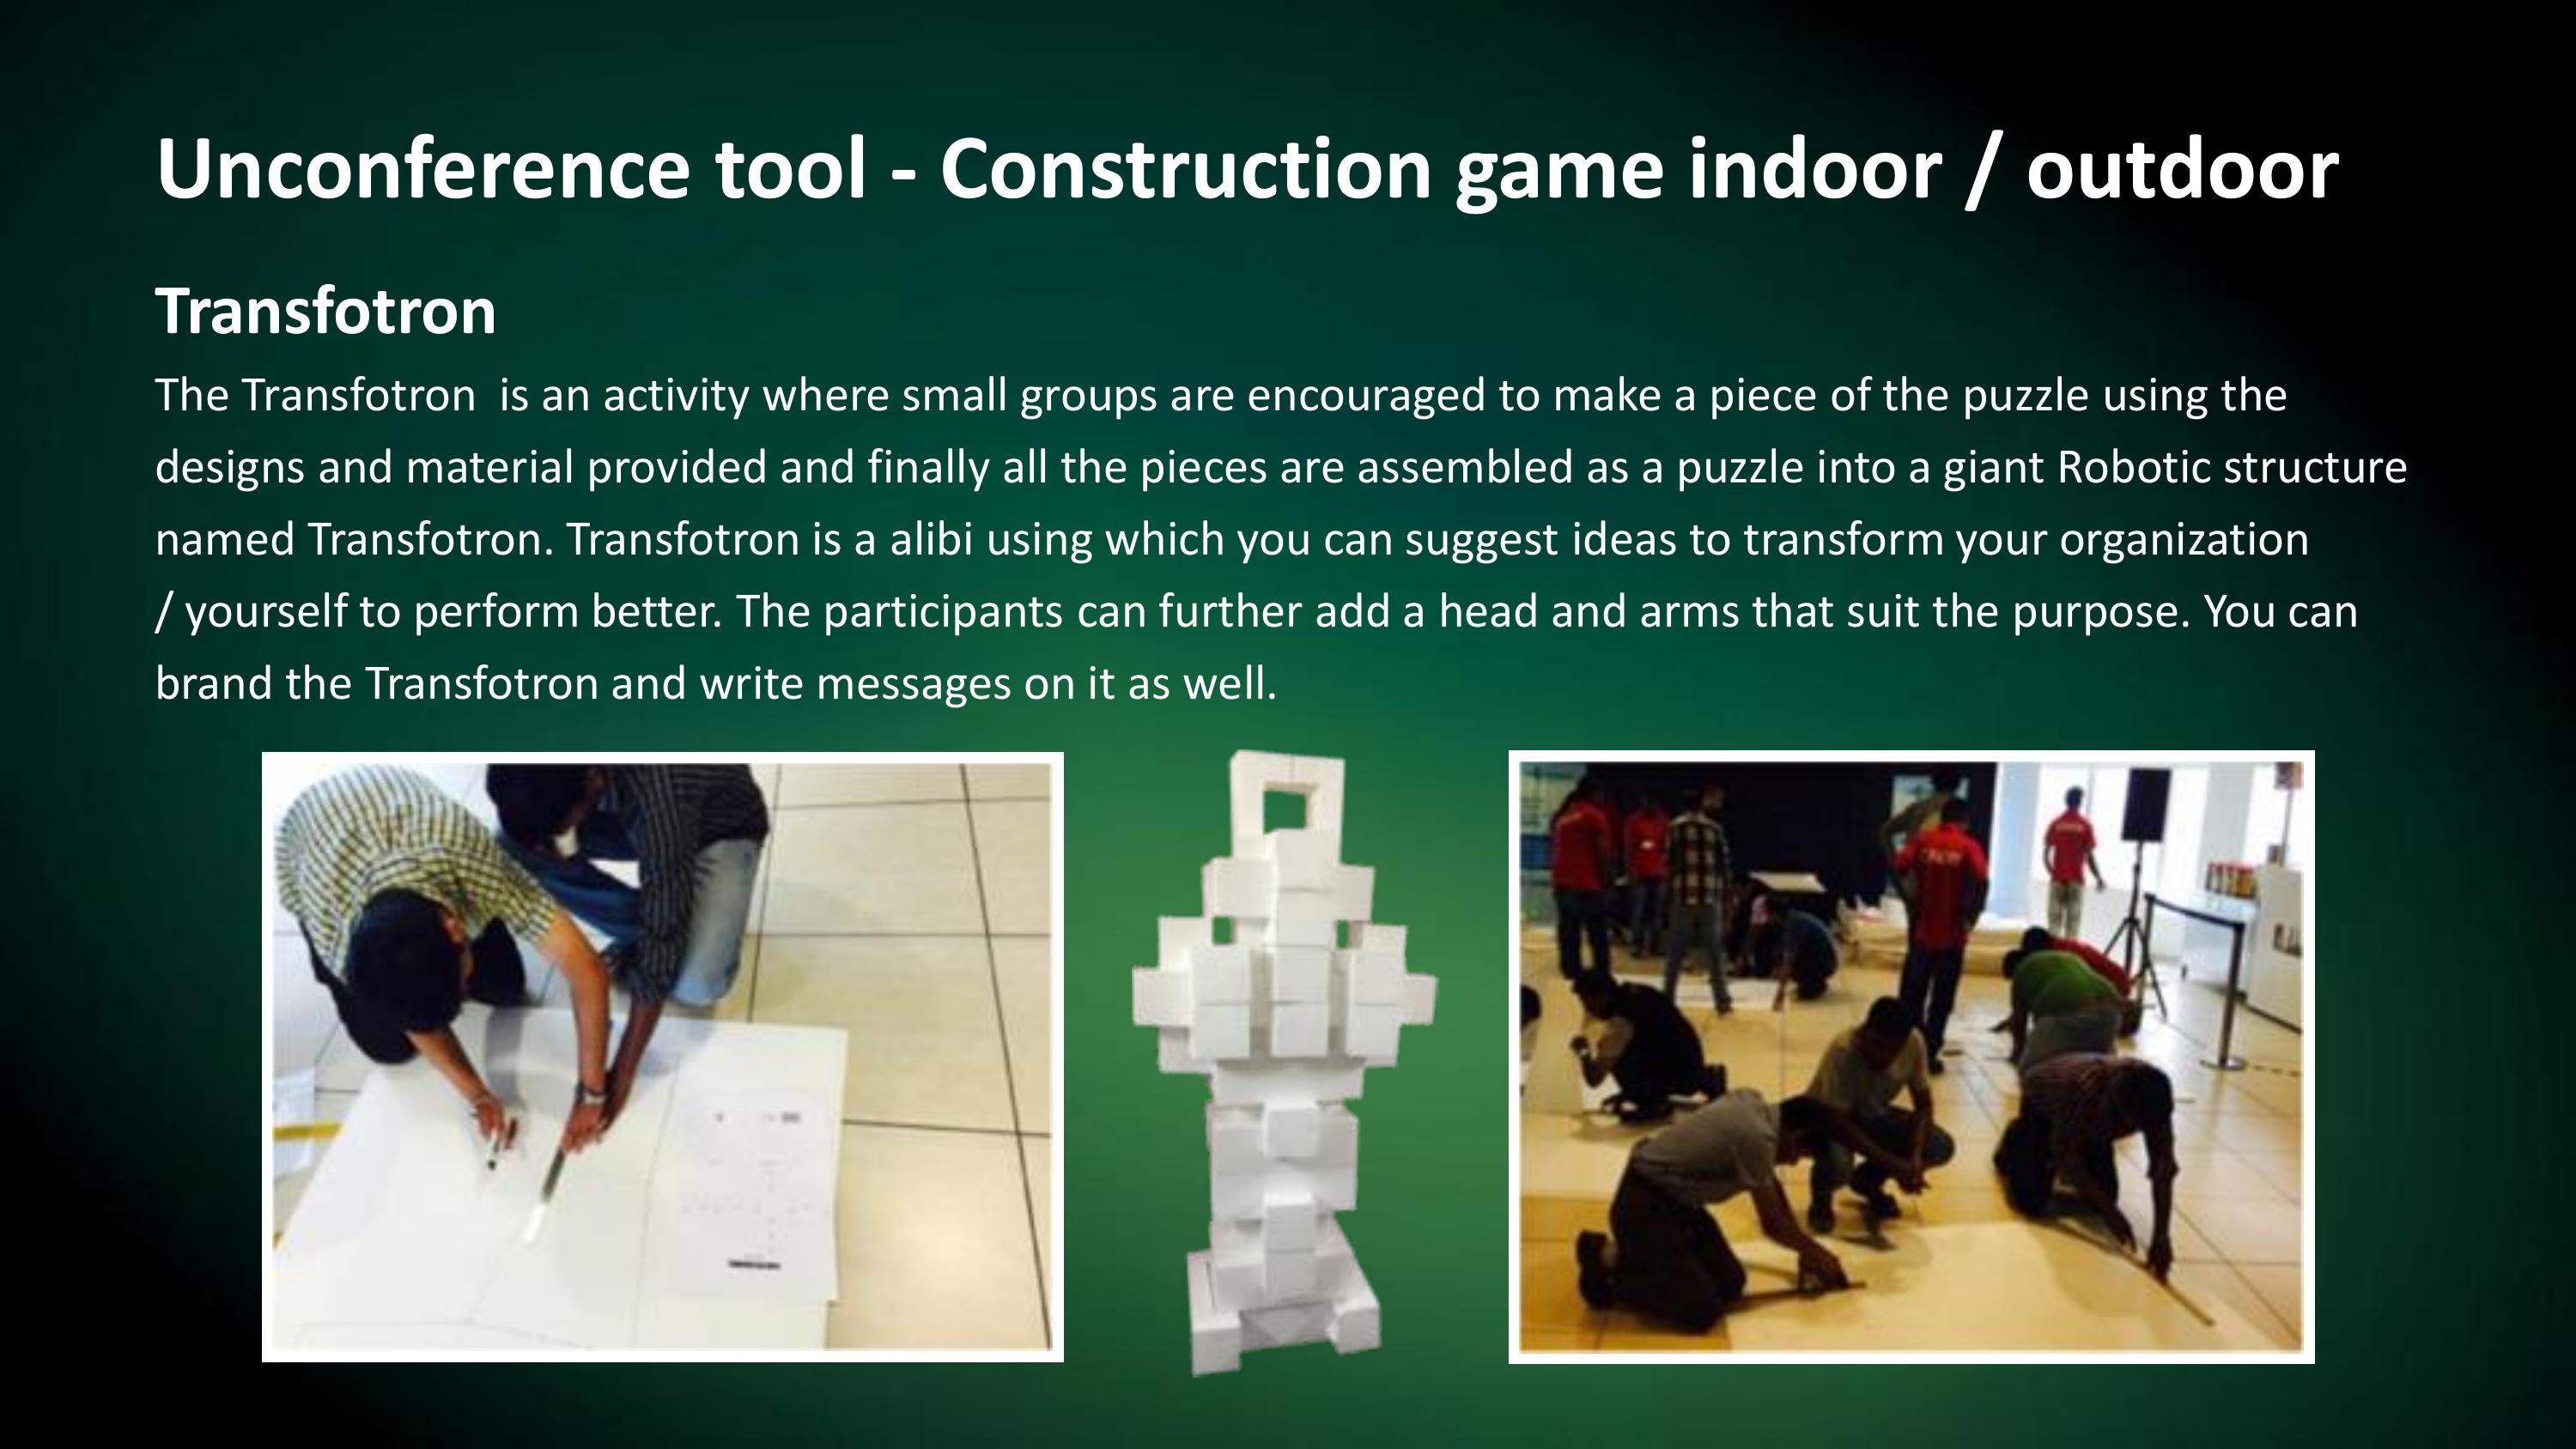 Unconference tool - Construction game indoor / outdoor
Transfotron
The Transfotron  is an activity where small groups are encouraged to make a piece of the puzzle using the
designs and material provided and finally all the pieces are assembled as a puzzle into a giant Robotic structure
named Transfotron. Transfotron is a alibi using which you can suggest ideas to transform your organization
/ yourself to perform better. The participants can further add a head and arms that suit the purpose. You can
brand the Transfotron and write messages on it as well.